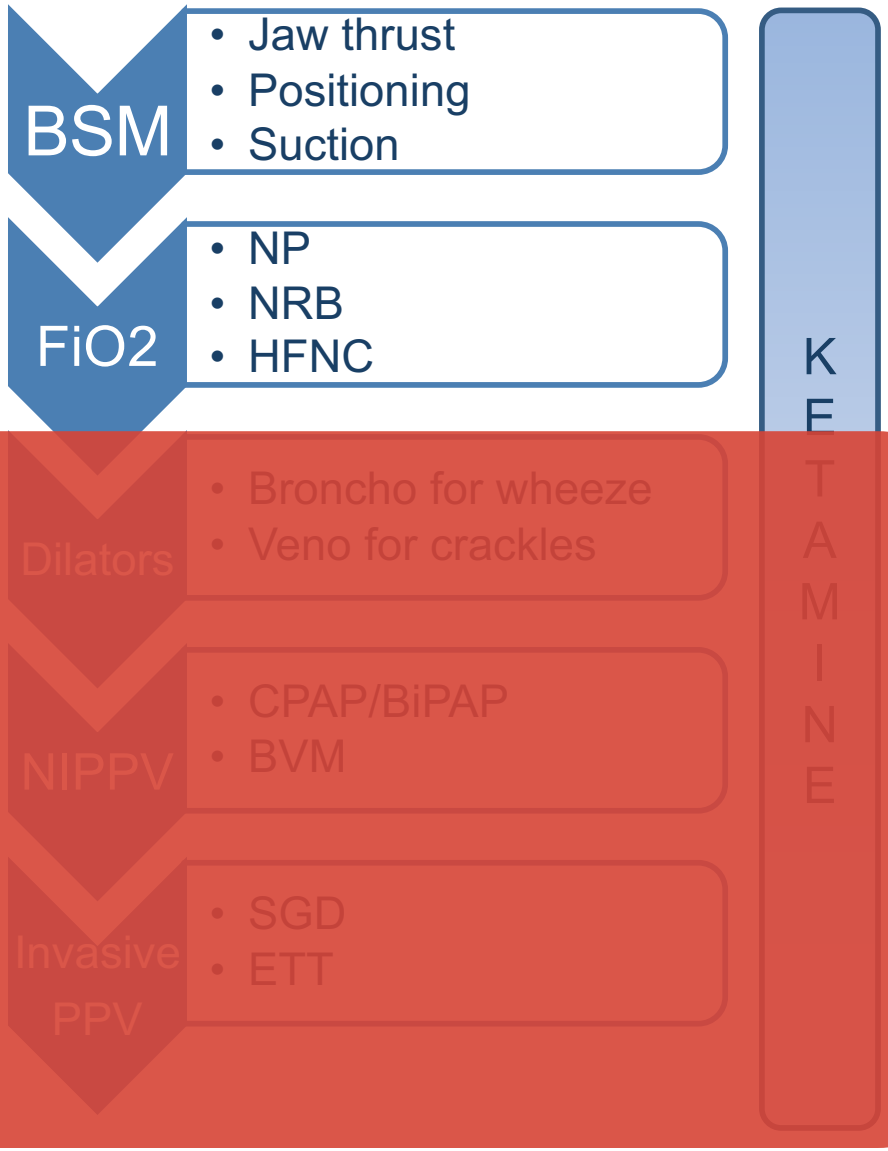 BSM
• Jaw thrust
• Positioning
• Suction
FiO2
• NP
• NRB
• HFNC
Dilators
• Broncho for wheeze
• Veno for crackles
NIPPV
• CPAP/BiPAP
• BVM
Invasive
PPV
• SGD
• ETT
K
E
T
A
M
I
N
E